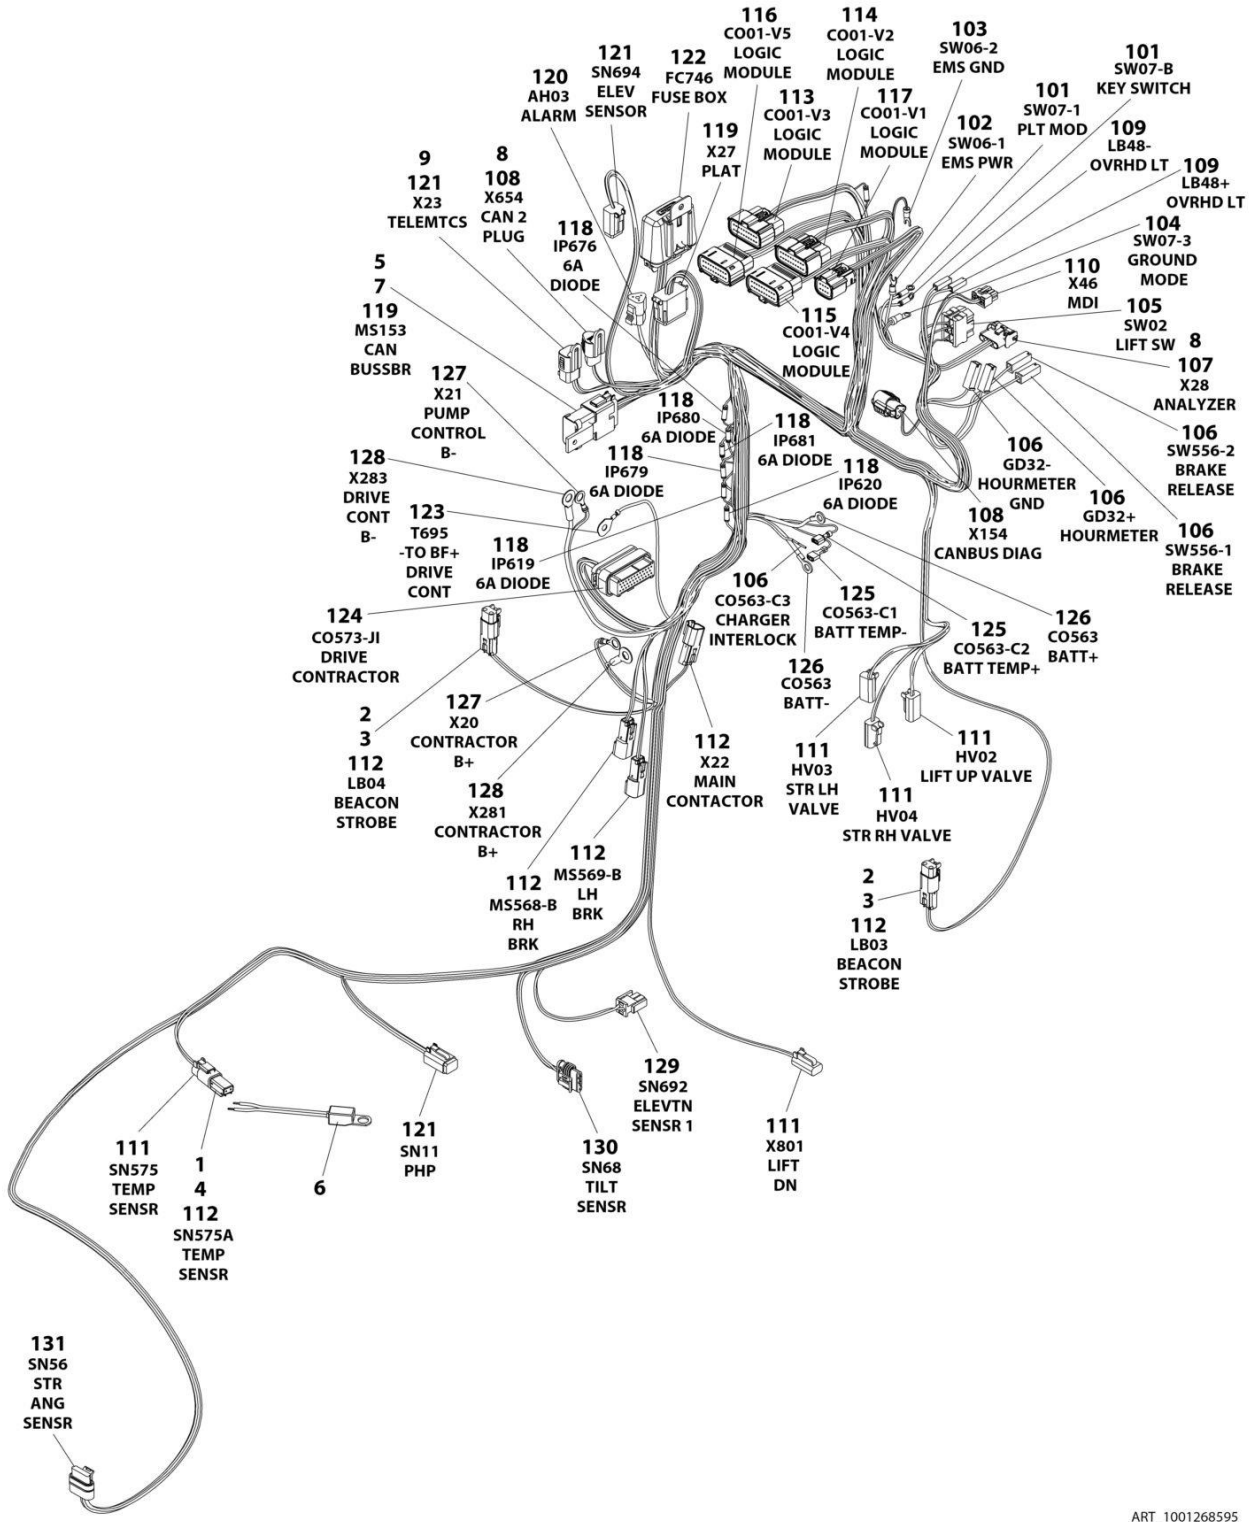 116
CO01-V5
LOGIC
MODULE
114
CO01-V2
LOGIC
MODULE
103
SW06-2
EMS GND
101
SW07-B
KEY SWITCH
121
SN694
ELEV
SENSOR
122
FC746
FUSE BOX
120
AH03
ALARM
113
CO01-V3
LOGIC
MODULE
117
CO01-V1
LOGIC
MODULE
101
SW07-1
PLT MOD
102
SW06-1
EMS PWR
119
X27
PLAT
109
LB48-
OVRHD LT
109
LB48+
OVRHD LT
9
121
X23
TELEMTCS
8
108
X654
CAN 2
PLUG
118
IP676
6A
DIODE
104
SW07-3
GROUND
MODE
110
X46
MDI
5
7
119
MS153
CAN
BUSSBR
115
CO01-V4
LOGIC
MODULE
105
SW02
LIFT SW
8
107
X28
ANALYZER
127
X21
PUMP
CONTROL
B-
118
IP680
6A DIODE
118
IP681
6A DIODE
106
GD32-
HOURMETER
GND
106
SW556-2
BRAKE
RELEASE
128
X283
DRIVE
CONT
B-
118
IP679
6A DIODE
118
IP620
6A DIODE
106
GD32+
HOURMETER
123
T695
-TO BF+
DRIVE
CONT
118
IP619
6A DIODE
108
X154
CANBUS DIAG
106
SW556-1
BRAKE
RELEASE
106
CO563-C3
CHARGER
INTERLOCK
125
CO563-C1
BATT TEMP-
124
CO573-JI
DRIVE
CONTRACTOR
126
CO563
BATT-
125
CO563-C2
BATT TEMP+
126
CO563
BATT+
2
3
112
LB04
BEACON
STROBE
127
X20
CONTRACTOR
B+
112
X22
MAIN
CONTACTOR
111
HV03
STR LH
VALVE
111
HV02
LIFT UP VALVE
128
X281
CONTRACTOR
B+
111
HV04
STR RH VALVE
112
MS569-B
LH
BRK
112
MS568-B
RH
BRK
2
3
112
LB03
BEACON
STROBE
129
SN692
ELEVTN
SENSR 1
111
SN575
TEMP
SENSR
1
4
112
SN575A
TEMP
SENSR
6
121
SN11
PHP
130
SN68
TILT
SENSR
111
X801
LIFT
DN
131
SN56
STR
ANG
SENSR
ART 1001268595